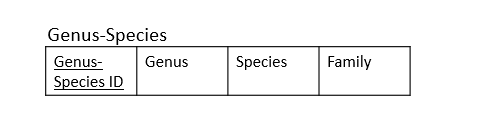 Genus-Species
Genus-
Species ID
Genus
Species
Family